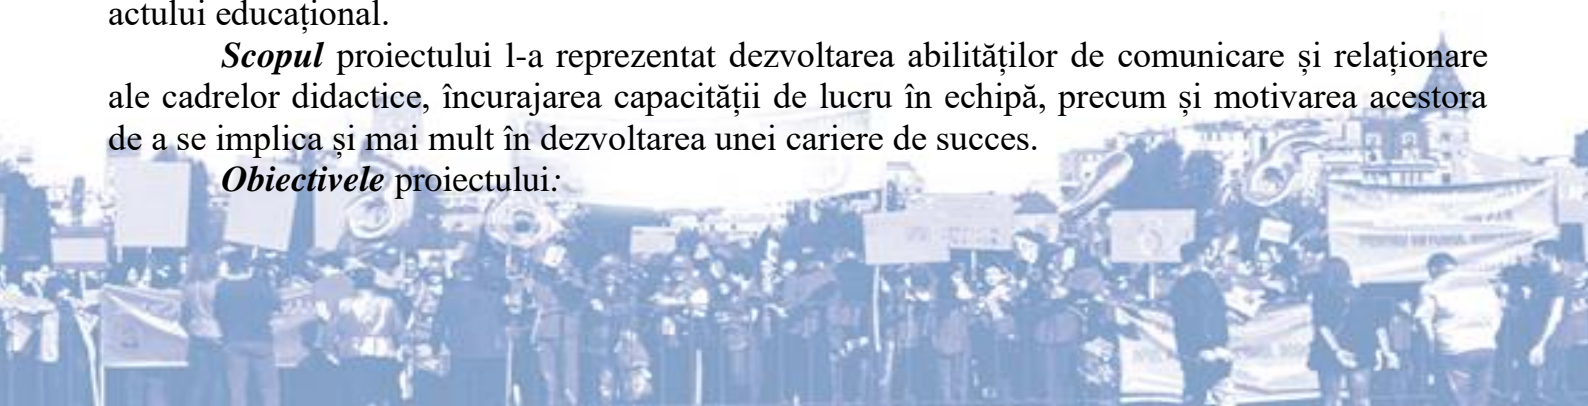 actului educațional.
Scopul proiectului l-a reprezentat dezvoltarea abilităților de comunicare și relaționare
ale cadrelor didactice, încurajarea capacității de lucru în echipă, precum și motivarea acestora
de a se implica și mai mult în dezvoltarea unei cariere de succes.
Obiectivele proiectului: